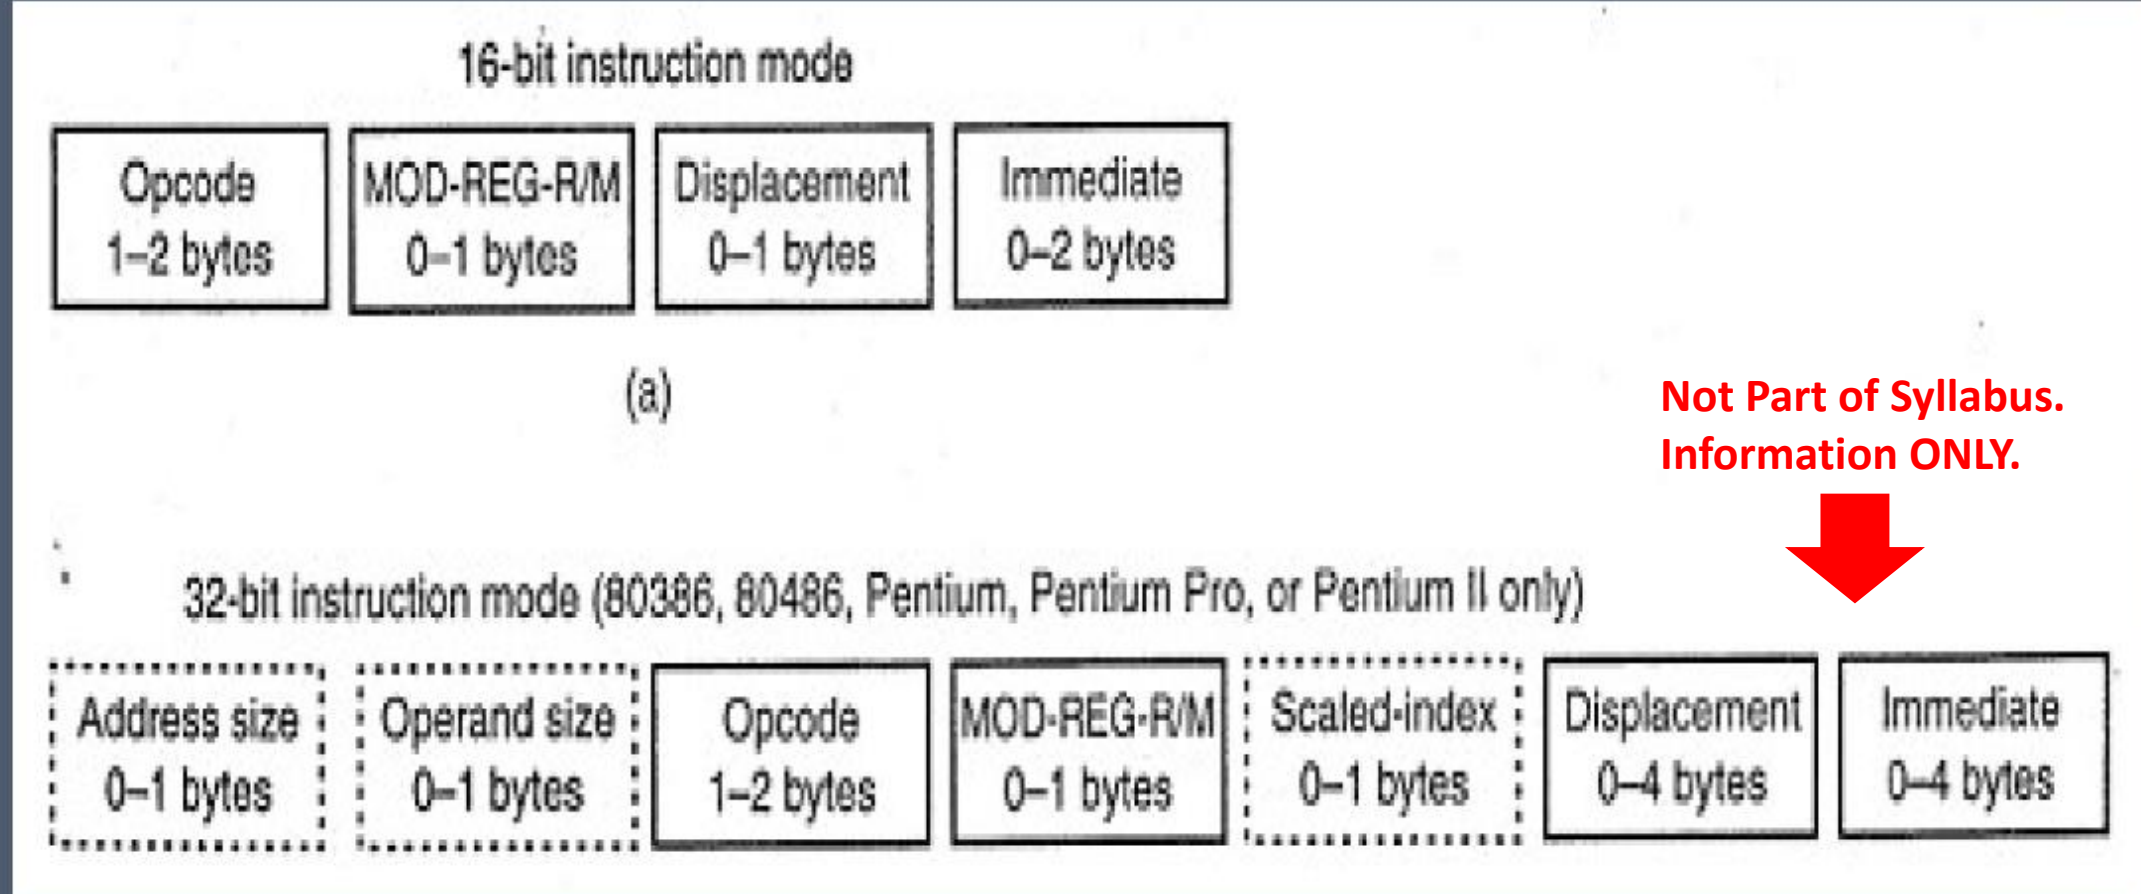 16-bit instruction mode
Opcode MOD-REG-R/M Displacement Immediate
1–2 bytes 0–1 bytes 0–1 bytes 0–2 bytes
(a)
Not Part of Syllabus.
Information ONLY.
32-bit instruction mode (80386, 80486, Pentium, Pentium Pro, or Pentium II only)
Address size Operand size Opcode MOD-REG-R/M Scaled-index Displacement Immediate
0–1 bytes 0–1 bytes 1–2 bytes 0–1 bytes 0–1 bytes 0–4 bytes 0–4 bytes